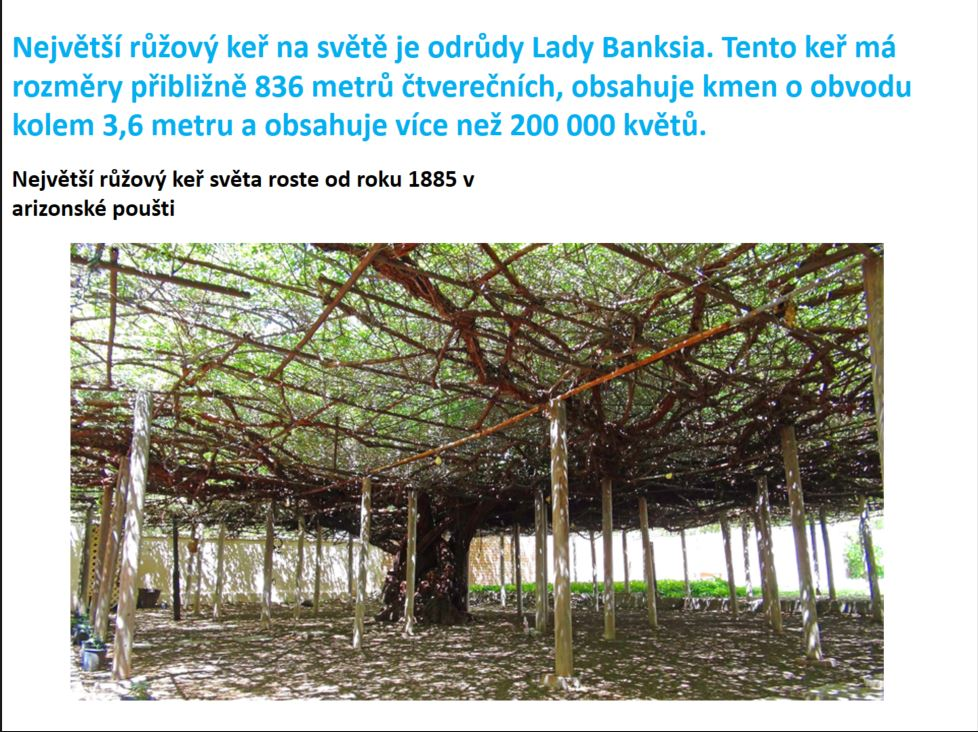 Největší růžový keř na světě je odrůdy Lady Banksia. Tento keř má
rozměry přibližně 836 metrů čtverečních, obsahuje kmen o obvodu
kolem 3,6 metru a obsahuje více než 200 000 květů.
Největší růžový keř světa roste od roku 1885 v
arizonské poušti